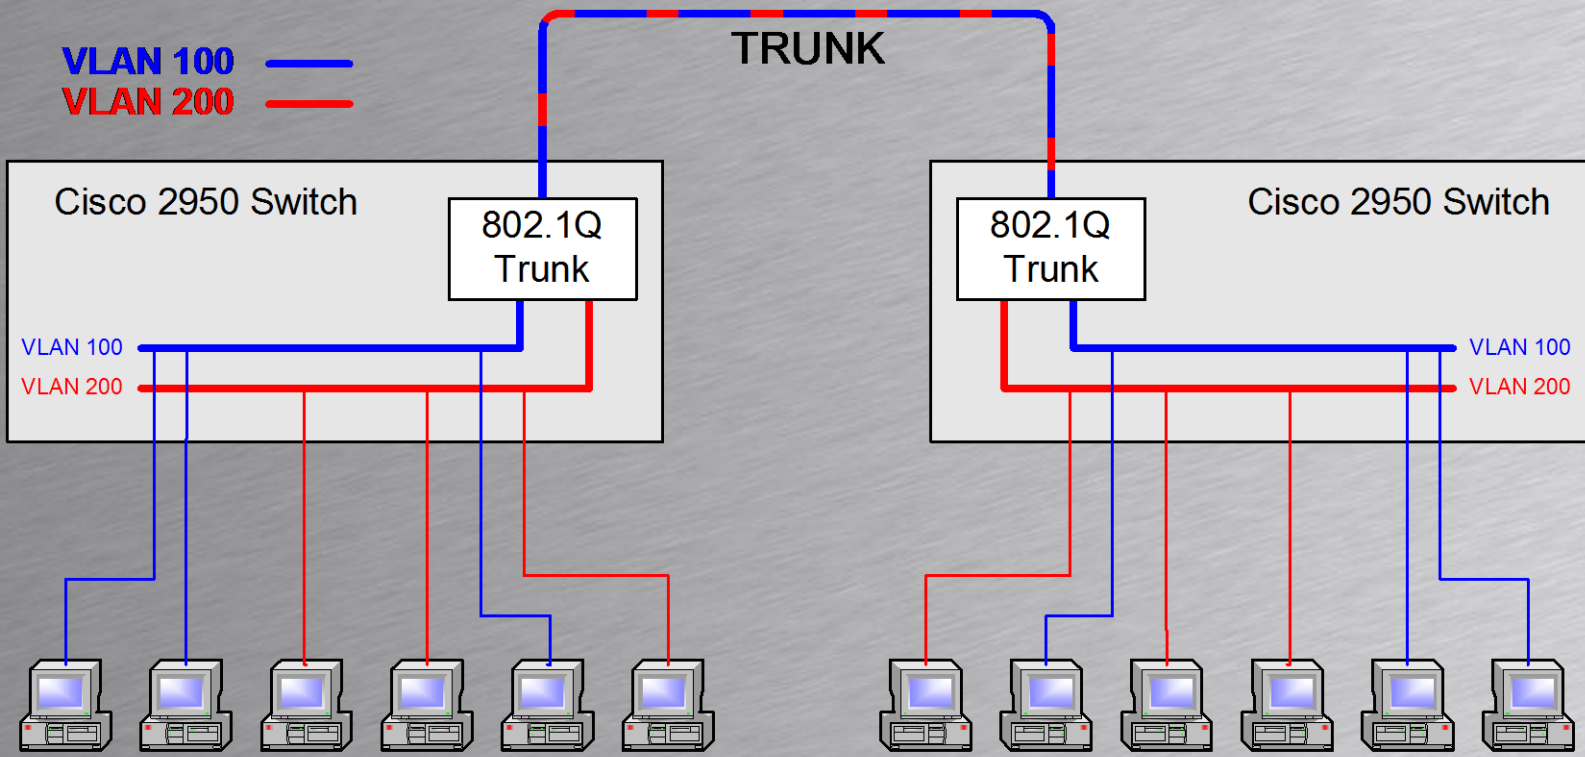 TRUNK
VLAN 100
VLAN 200
Cisco 2950 Switch
802.1Q
Trunk
VLAN 100
VLAN 200
802.1Q
Trunk
Cisco 2950 Switch
VLAN 100
VLAN 200